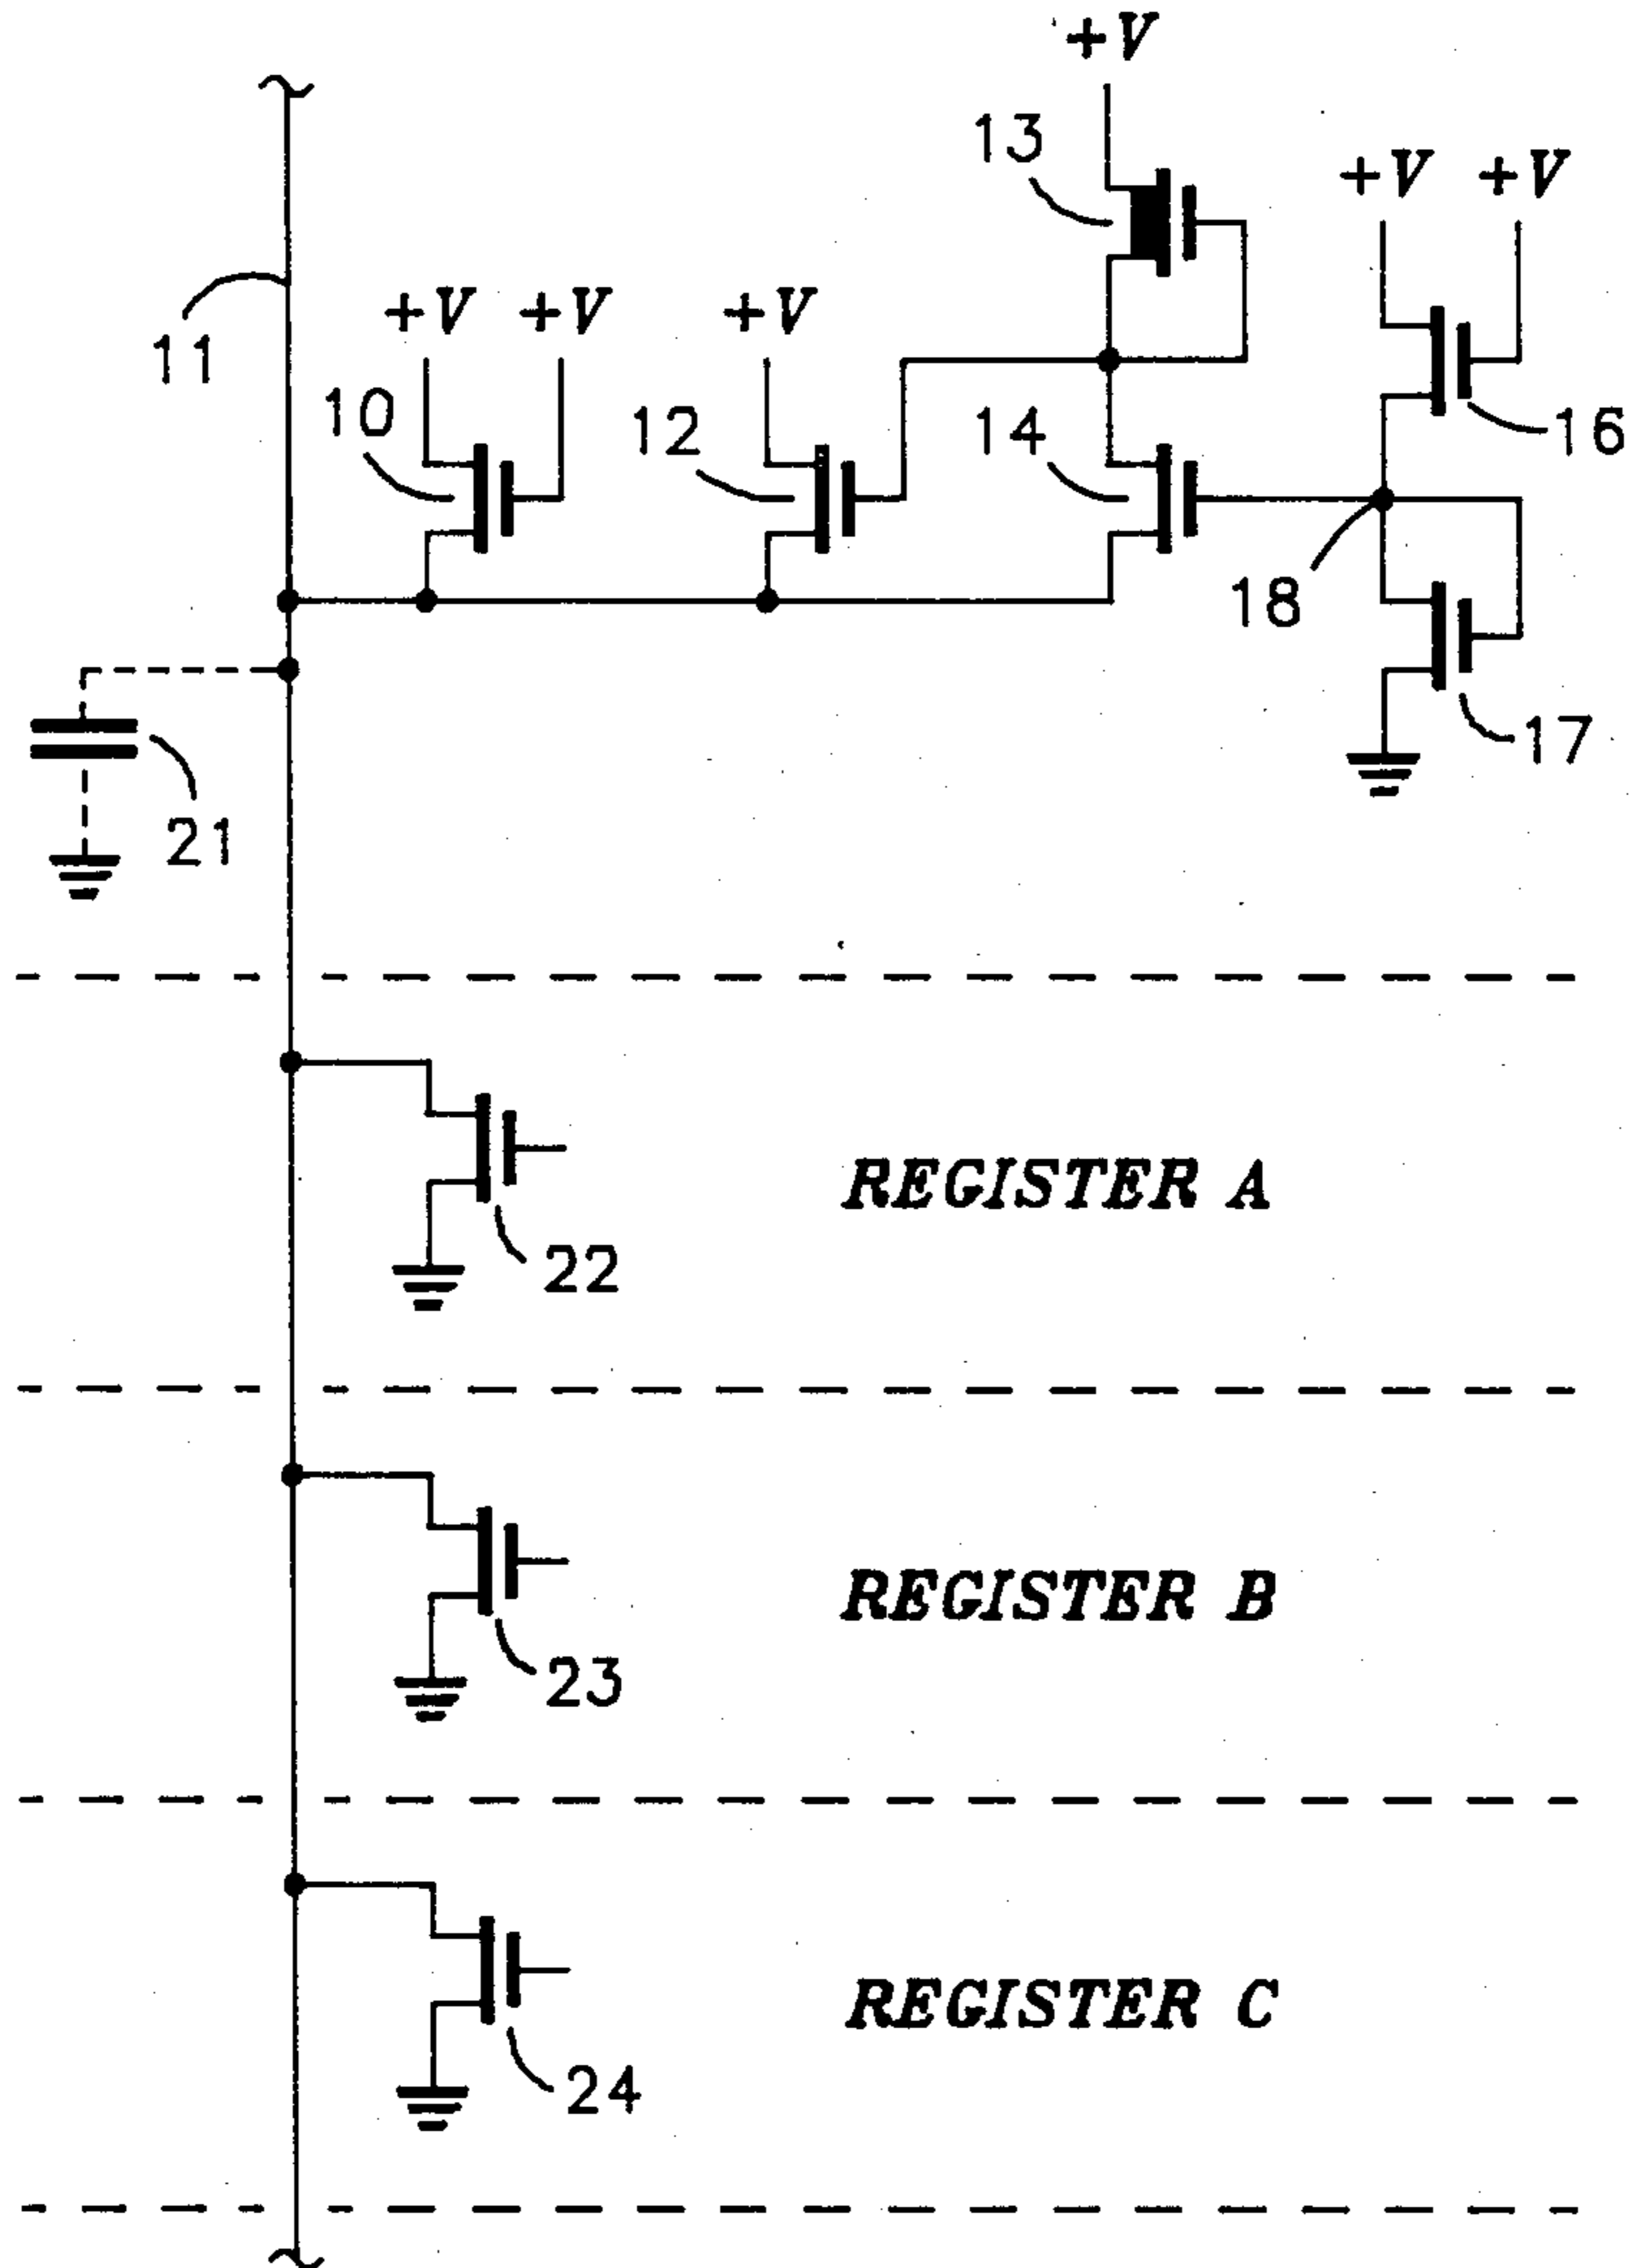 +V
13
+V +V
11
+V +V
+V
10
12
14
16
18
17
21
REGISTER A
22
REGISTER B
23
REGISTER C
24